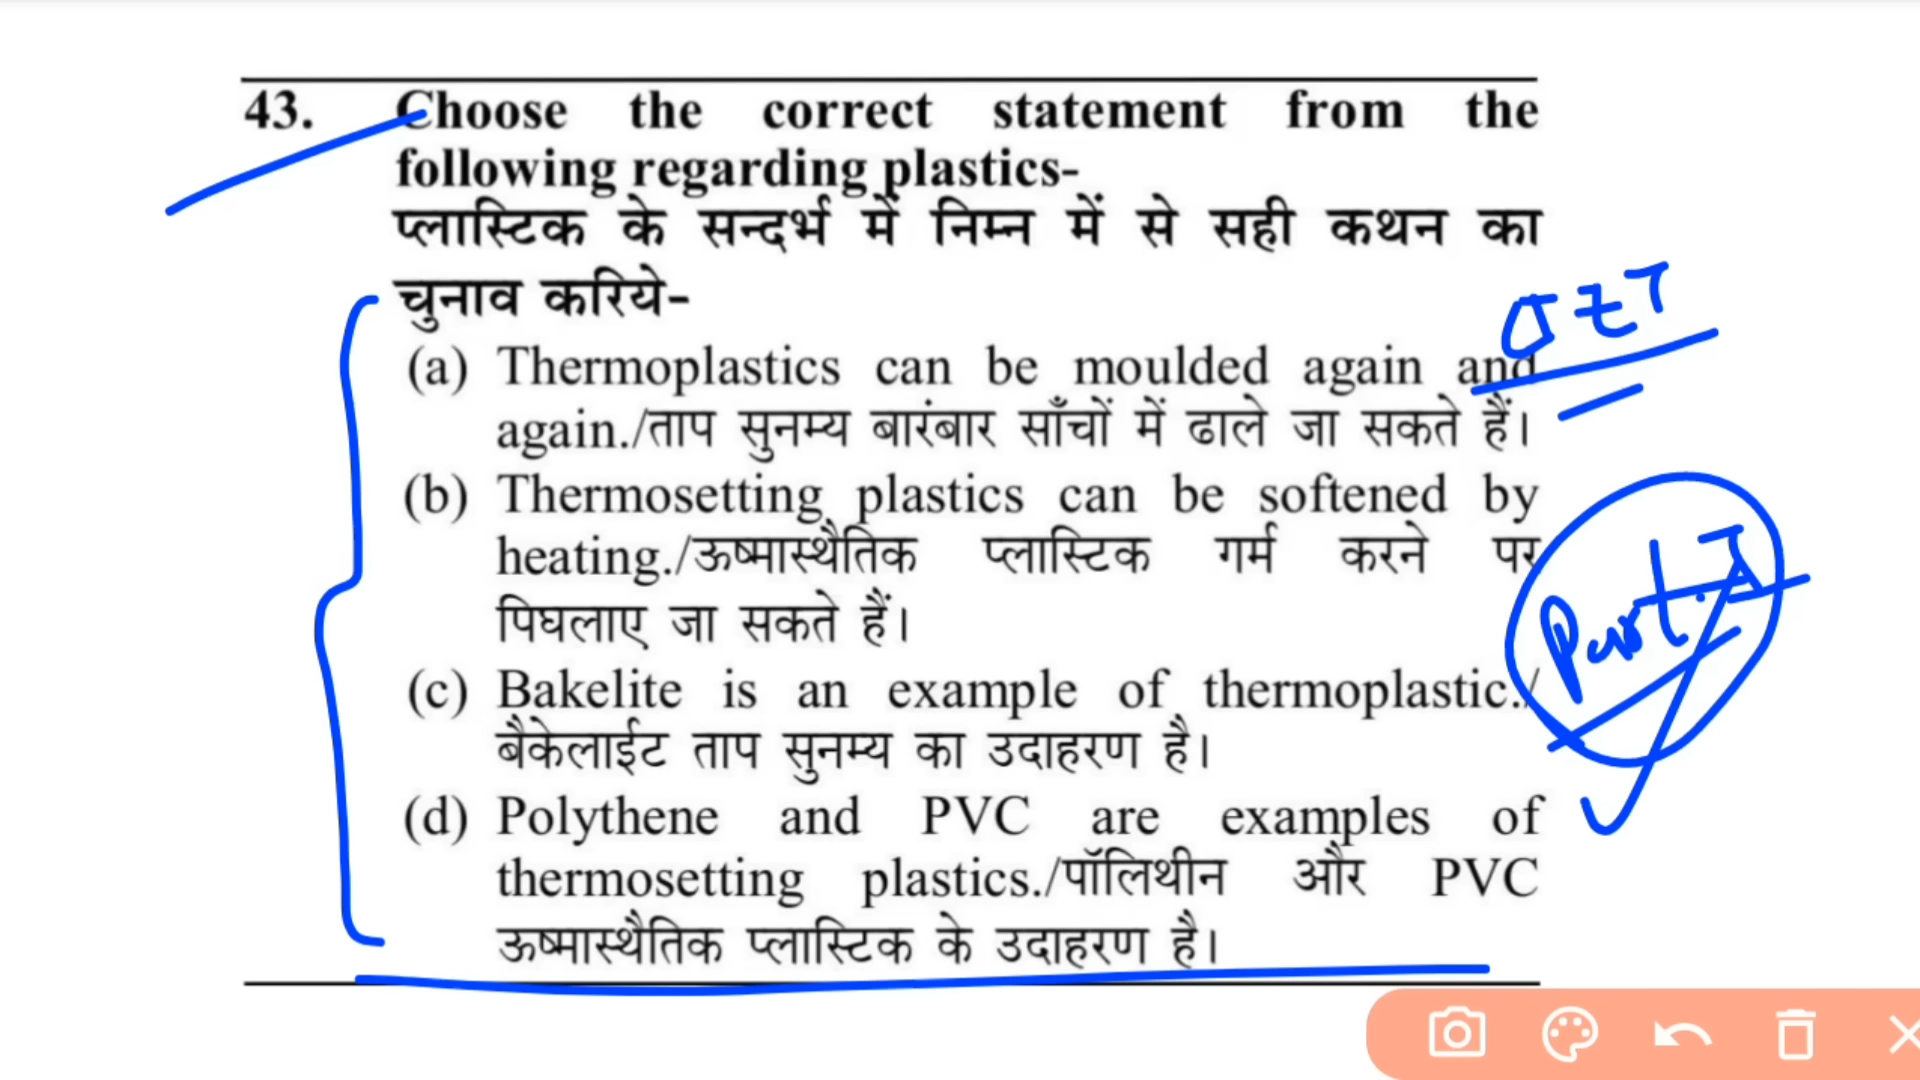 43. Choose the correct statement from the
following regarding plastics-
प्लास्टिक के सन्दर्भ में निम्न में से सही कथन का
चुनाव करिये-
(a) Thermoplastics can be moulded again and
again./ताप सुनम्य बारंबार साँचों में ढाले जा सकते हैं।
(b) Thermosetting plastics can be softened by
heating./ऊष्मास्थैतिक प्लास्टिक गर्म करने पर
पिघलाए जा सकते हैं।
(c) Bakelite is an example of thermoplastic./
बैकेलाईट ताप सुनम्य का उदाहरण है।
(d) Polythene and PVC are examples of
thermosetting plastics./पॉलिथीन और PVC
ऊष्मास्थैतिक प्लास्टिक के उदाहरण है।
Part